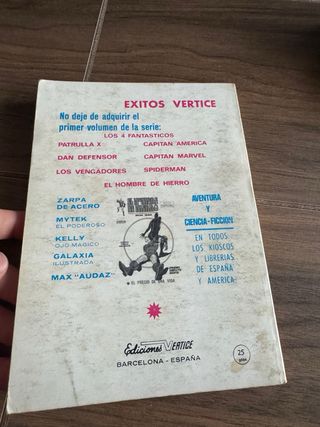 EXITOS VERTICE
No deje de adquirir el
primer volumen de la serie:
LOS 4 FANTASTICOS
PATRULLA X
CAPITAN AMERICA
DAN DEFENSOR
CAPITAN MARVEL
LOS VENGADORES
SPIDERMAN
EL HOMBRE DE HIERRO
ZARPA
DE ACERO
MYTEK
EL PODEROSO
KELLY
OJO MAGICO
GALAXIA
ILUSTRADA
MAX "AUDAZ"
EL PRECIO DE UNA VIDA
AVENTURA
Y
CIENCIA-FICCION
EN TODOS
LOS KIOSCOS
Y LIBRERIAS
DE ESPAÑA
Y AMERICA
Ediciones VERTICE
BARCELONA - ESPAÑA
25
ptas